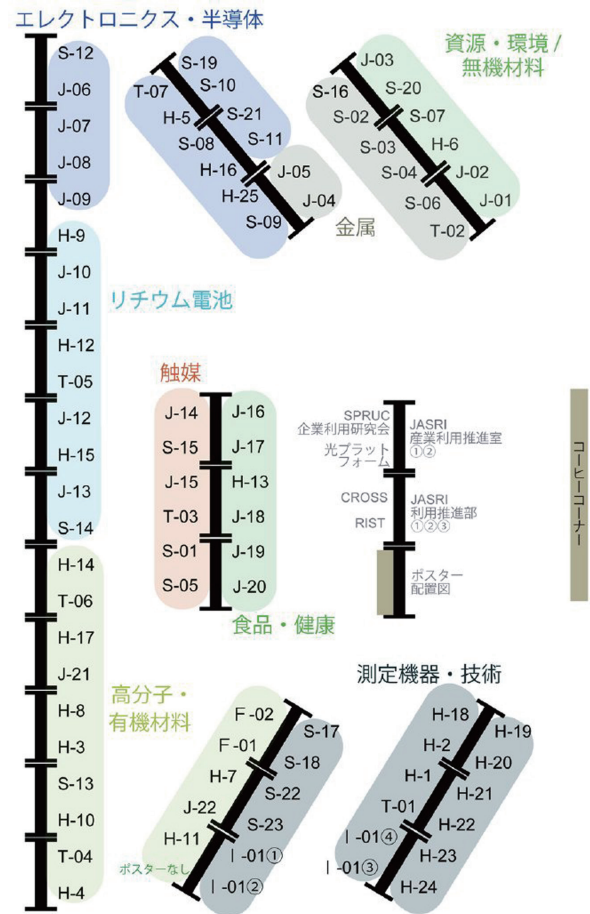 エレクトロニクス・半導体
S-12
J-06
J-07
J-08
J-09
H-9
J-10
J-11
H-12
T-05
J-12
H-15
J-13
S-14
H-14
T-06
H-17
J-21
H-8
H-3
S-13
H-10
T-04
H-4
リチウム電池
高分子・
有機材料
T-07
H-5
S-08
H-16
H-25
S-09
S-19
S-10
S-21
S-11
J-05
J-04
金属
資源・環境/
無機材料
S-16
S-02
S-03
S-04
S-06
T-02
J-03
S-20
S-07
H-6
J-02
J-01
触媒
J-14
S-15
J-15
T-03
S-01
S-05
J-16
J-17
H-13
J-18
J-19
J-20
食品・健康
SPRUC
企業利用研究会
光プラット
フォーム
CROSS
RIST
JASRI
産業利用推進室
①②
JASRI
利用推進部
①②③
ポスター
配置図
コーヒーコーナー
F-02
F-01
H-7
J-22
H-11
ポスターなし
S-17
S-18
S-22
S-23
I-01①
I-01②
測定機器・技術
H-18
H-2
H-1
T-01
I-01④
I-01③
H-19
H-20
H-21
H-22
H-23
H-24